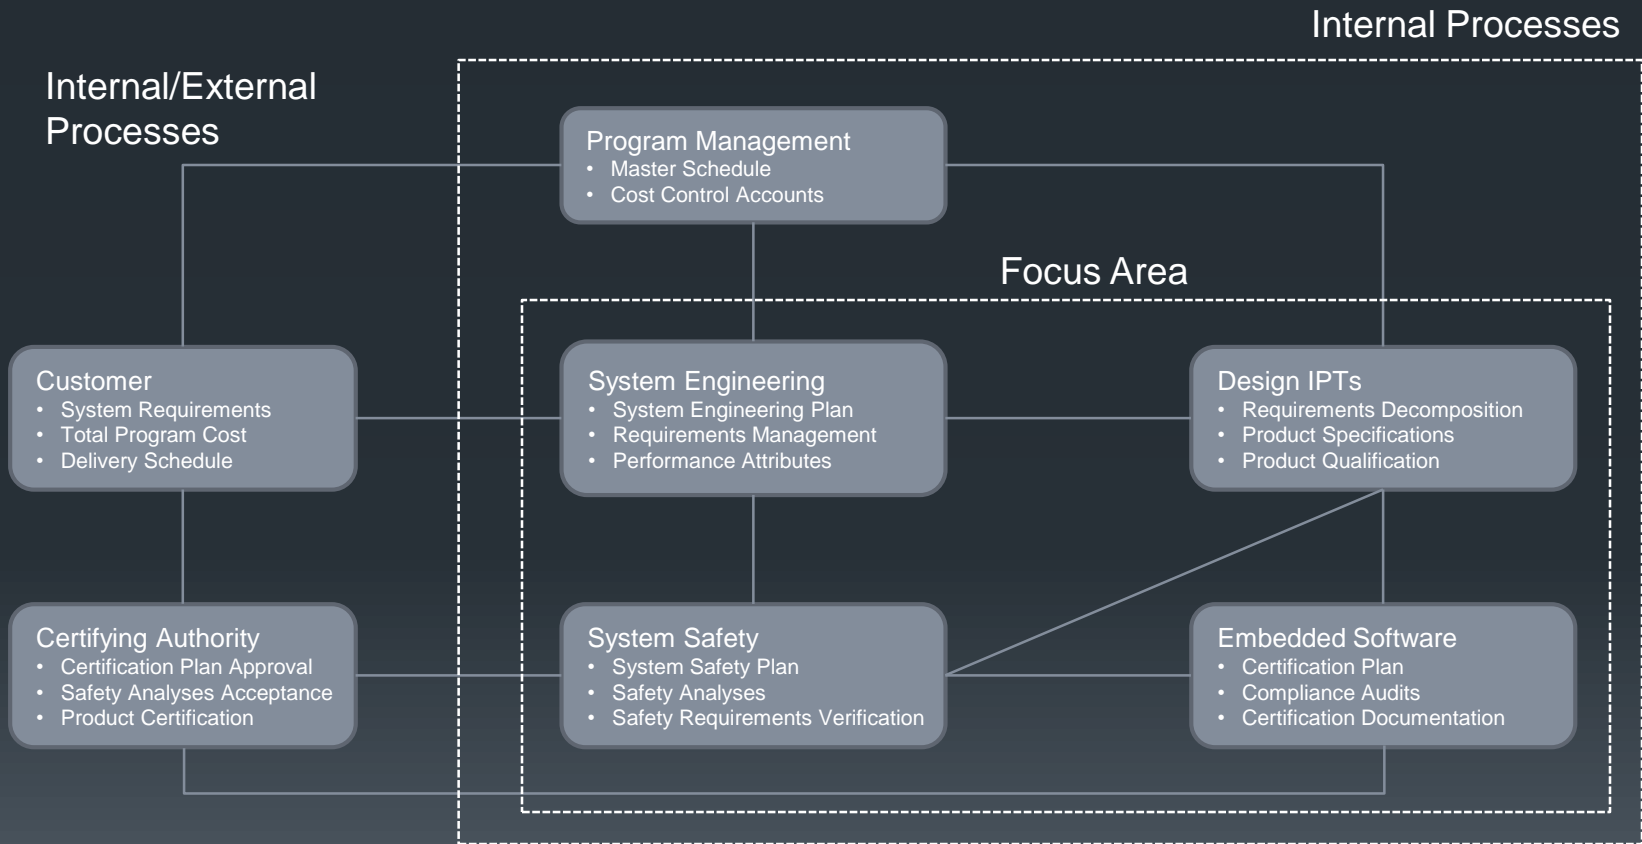 Internal Processes
Internal/External
Processes
Program Management
• Master Schedule
• Cost Control Accounts
Focus Area
Customer
• System Requirements
• Total Program Cost
• Delivery Schedule
System Engineering
• System Engineering Plan
• Requirements Management
• Performance Attributes
Design IPTs
• Requirements Decomposition
• Product Specifications
• Product Qualification
Certifying Authority
• Certification Plan Approval
• Safety Analyses Acceptance
• Product Certification
System Safety
• System Safety Plan
• Safety Analyses
• Safety Requirements Verification
Embedded Software
• Certification Plan
• Compliance Audits
• Certification Documentation